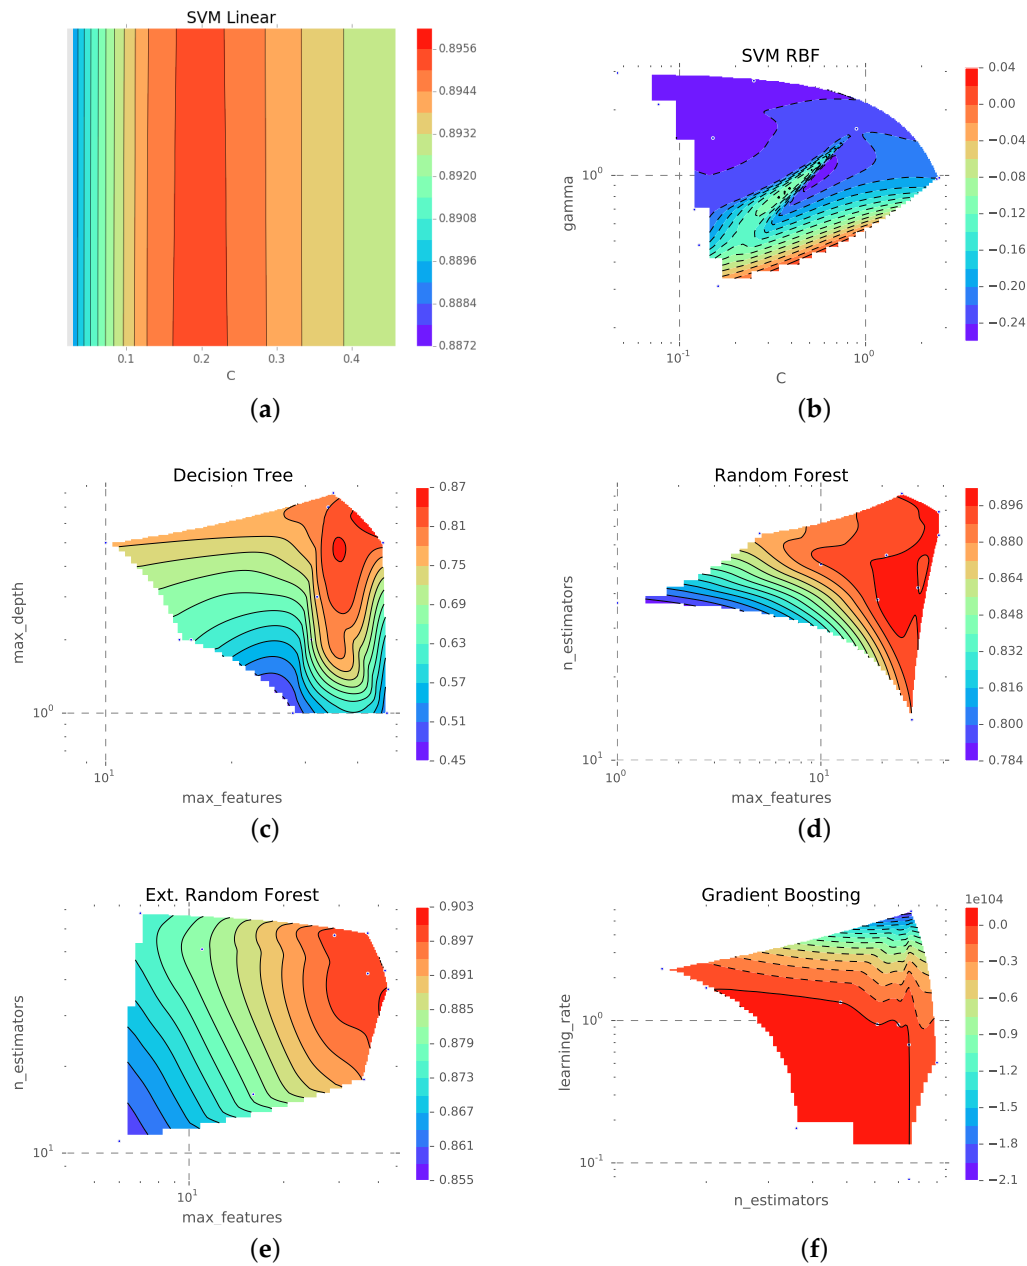 SVM Linear
0.8956
0.8944
0.8932
0.8920
0.8908
0.8896
0.8884
0.8872
0.1 0.2 0.3 0.4
C
(a)
SVM RBF
0.04
0.00
−0.04
−0.08
−0.12
−0.16
−0.20
−0.24
gamma
10^0
10^-1 10^0
C
(b)
Decision Tree
0.87
0.81
0.75
0.69
0.63
0.57
0.51
0.45
max_depth
10^0
10^1
max_features
(c)
Random Forest
0.896
0.880
0.864
0.848
0.832
0.816
0.800
0.784
n_estimators
10^1
10^0 10^1
max_features
(d)
Ext. Random Forest
0.903
0.897
0.891
0.885
0.879
0.873
0.867
0.861
0.855
n_estimators
10^1
10^1
max_features
(e)
Gradient Boosting
1e104
0.0
−0.3
−0.6
−0.9
−1.2
−1.5
−1.8
−2.1
learning_rate
10^0
10^-1
n_estimators
(f)